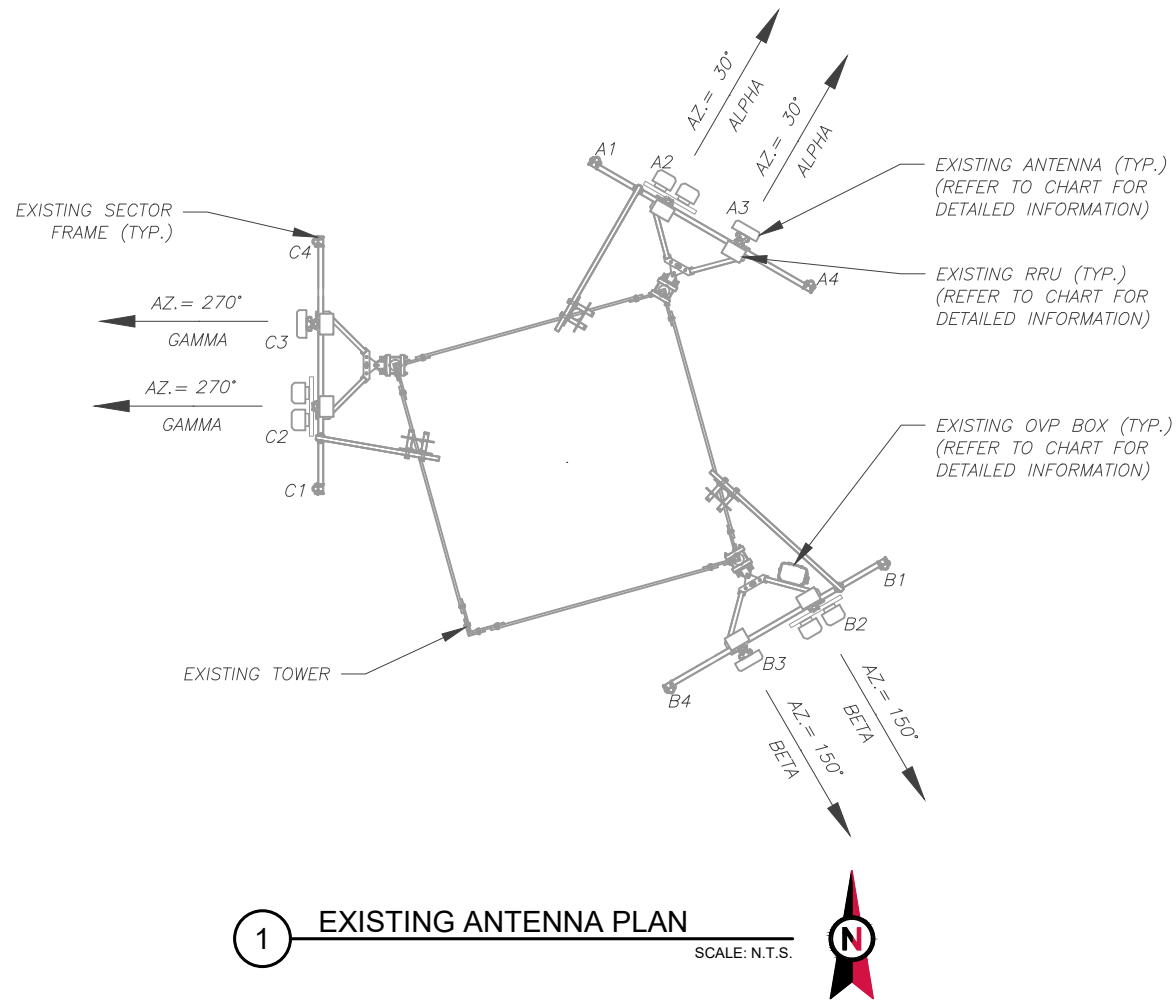 AZ.= 30°
ALPHA
AZ.= 30°
ALPHA
A1
A2
A3
A4
EXISTING ANTENNA (TYP.)
(REFER TO CHART FOR
DETAILED INFORMATION)
EXISTING RRU (TYP.)
(REFER TO CHART FOR
DETAILED INFORMATION)
EXISTING SECTOR
FRAME (TYP.)
C4
AZ.= 270°
GAMMA
C3
AZ.= 270°
GAMMA
C2
C1
EXISTING OVP BOX (TYP.)
(REFER TO CHART FOR
DETAILED INFORMATION)
B1
B2
B3
B4
EXISTING TOWER
AZ.= 150°
BETA
AZ.= 150°
BETA
1
EXISTING ANTENNA PLAN
SCALE: N.T.S.
N